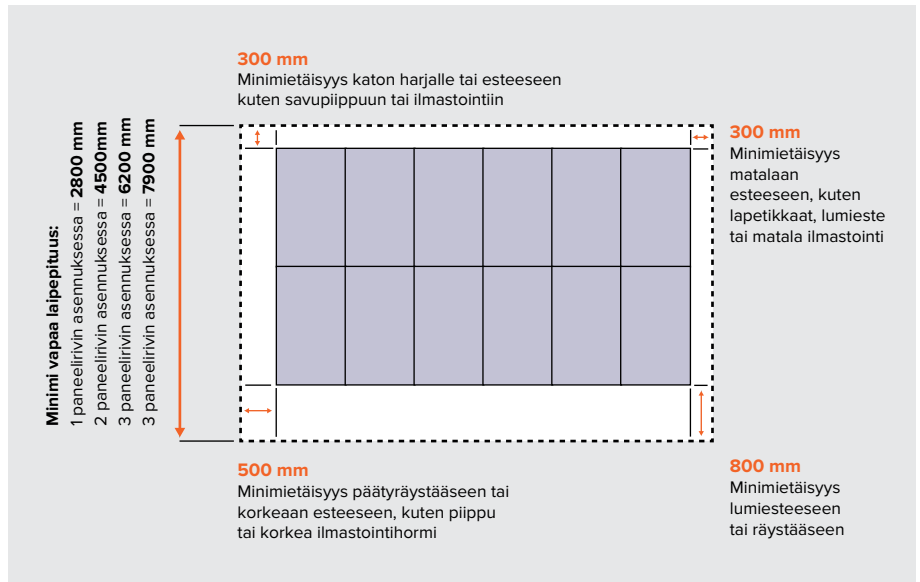 300 mm
Minimietäisyys katon harjalle tai esteeseen
kuten savupiippuun tai ilmastointiin
Minimi vapaa laipepituus:
1 paneelirivin asennuksessa = 2800 mm
2 paneelirivin asennuksessa = 4500mm
3 paneelirivin asennuksessa = 6200 mm
3 paneelirivin asennuksessa = 7900 mm
300 mm
Minimietäisyys
matalaan
esteeseen, kuten
lapetikkaat, lumieste
tai matala ilmastointi
500 mm
Minimietäisyys päätyräystääseen tai
korkeaan esteeseen, kuten piippu
tai korkea ilmastointihormi
800 mm
Minimietäisyys
lumiesteeseen
tai räystääseen